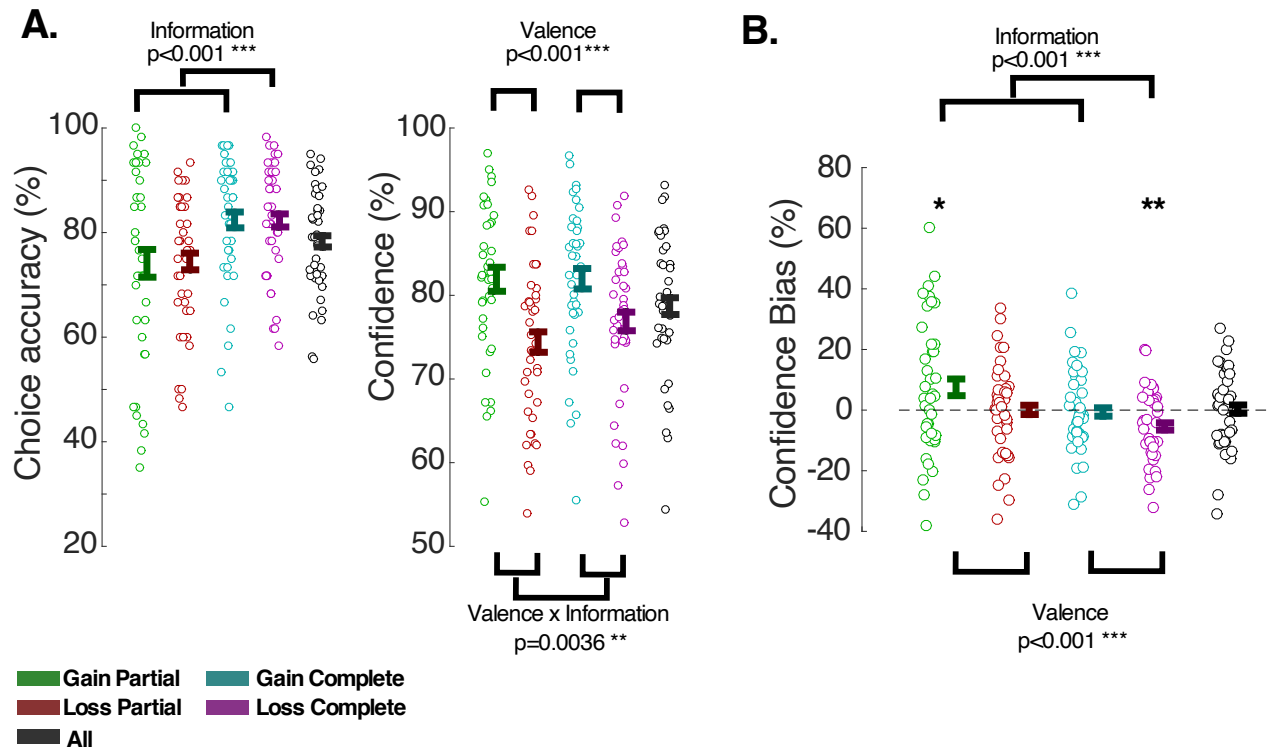 A.
Information
p<0.001 ***
Choice accuracy (%)
100
80
60
40
20
Valence
p<0.001***
Confidence (%)
100
90
80
70
60
50
Valence x Information
p=0.0036 **
B.
Information
p<0.001 ***
Confidence Bias (%)
80
60
40
20
0
-20
-40
*
**
Valence
p<0.001 ***
Gain Partial
Gain Complete
Loss Partial
Loss Complete
All